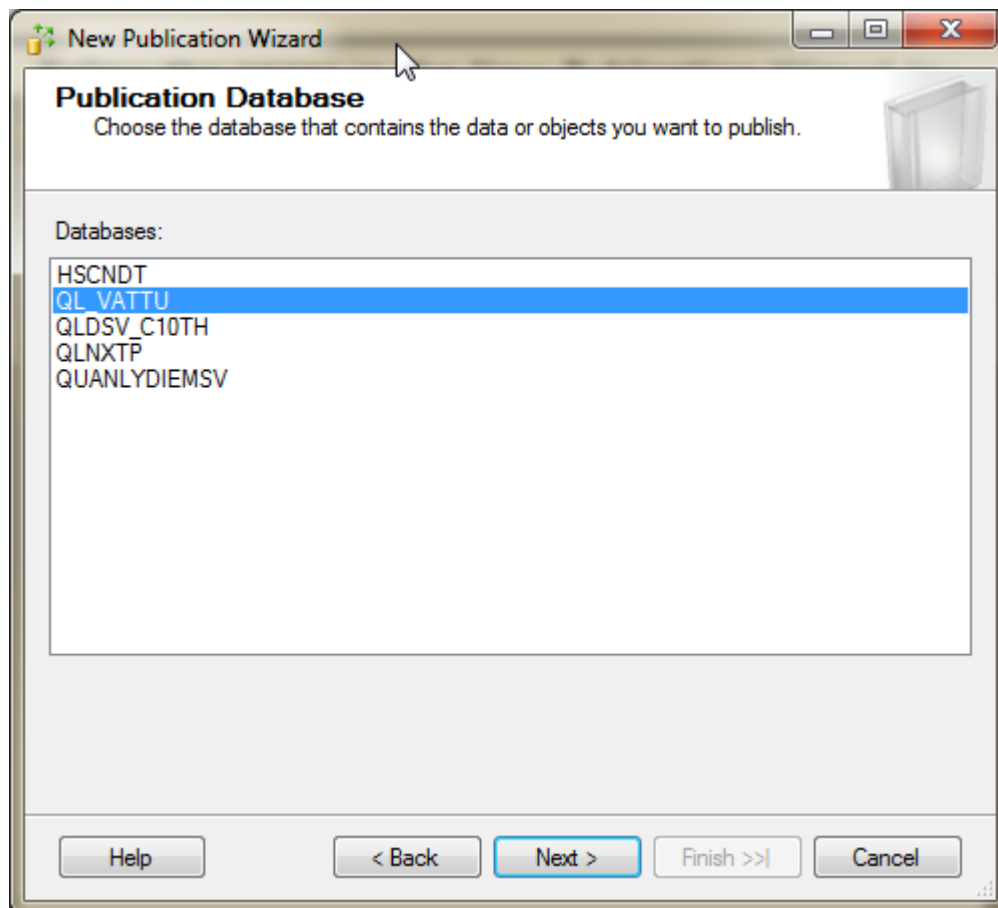 New Publication Wizard
Publication Database
Choose the database that contains the data or objects you want to publish.
Databases:
HSCNDT
QL_VATTU
QLDSV_C10TH
QLNXTP
QUANLYDIEMSV
Help
< Back
Next >
Finish >>|
Cancel